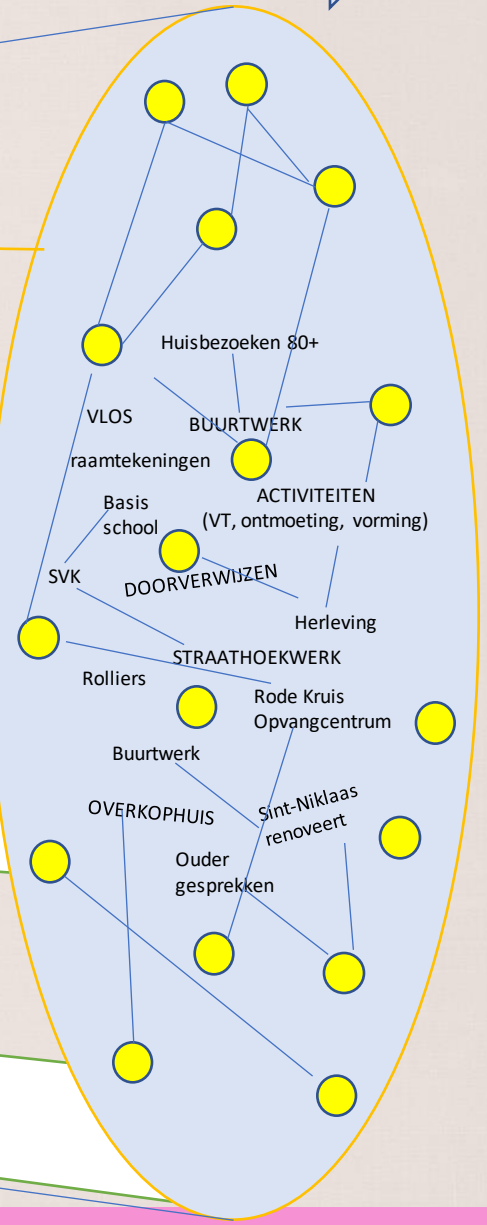 Huisbezoeken 80+
VLOS
BUURTWERK
raamtekeningen
ACTIVITEITEN
(VT, ontmoeting, vorming)
Basis
school
SVK
DOORVERWIJZEN
Herleving
STRAATHOEKWERK
Rolliers
Rode Kruis
Opvangcentrum
Buurtwerk
OVERKOPHUIS
Sint-Niklaas
renoveert
Ouder
gesprekken